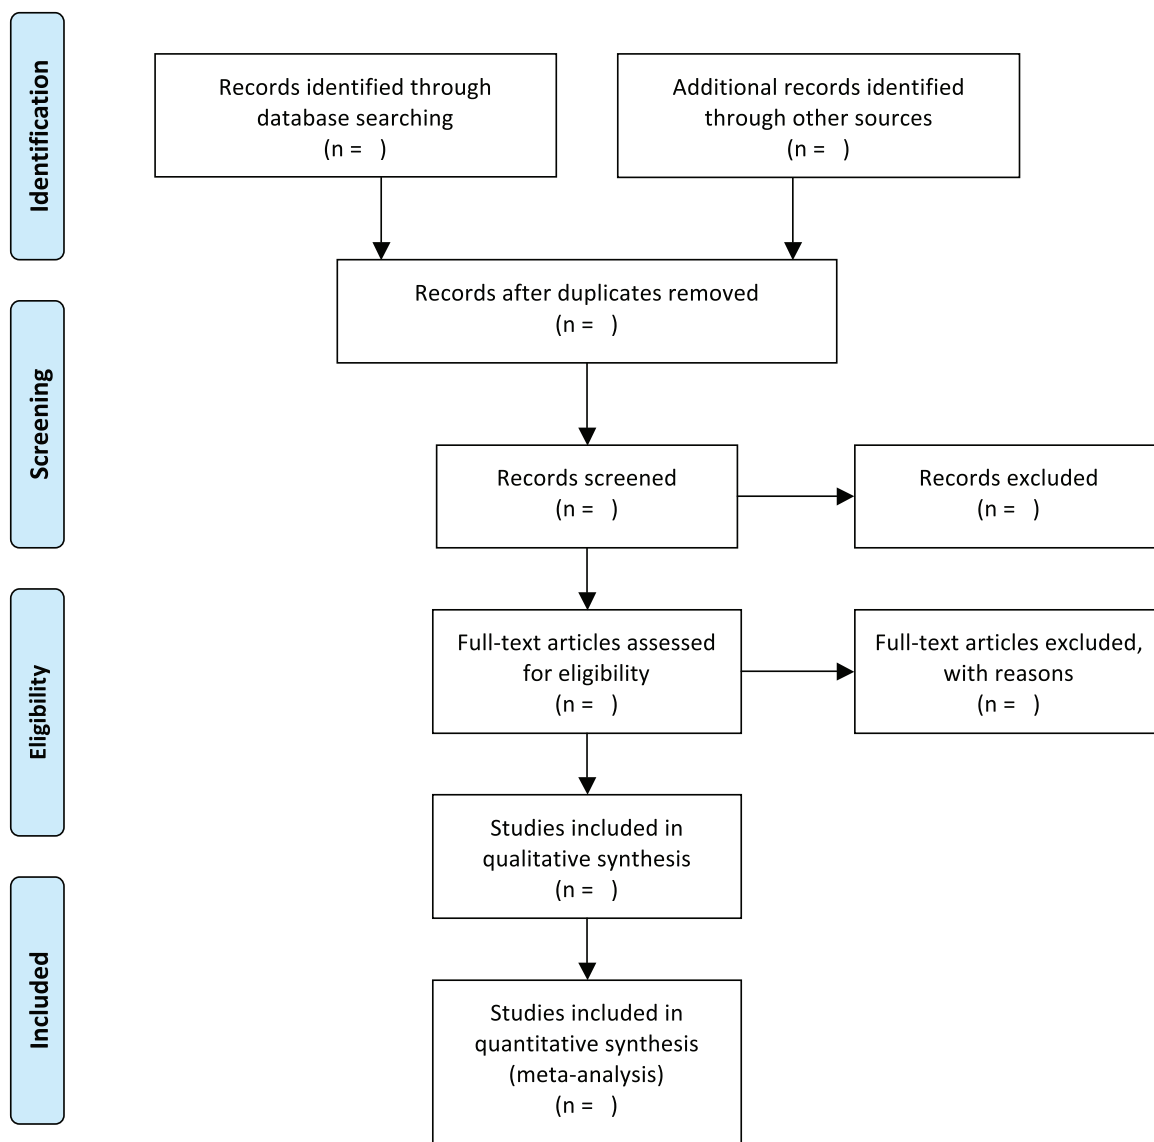 Identification
Records identified through
database searching
(n =   )
Additional records identified
through other sources
(n =   )
Records after duplicates removed
(n =   )
Screening
Records screened
(n =   )
Records excluded
(n =   )
Eligibility
Full-text articles assessed
for eligibility
(n =   )
Full-text articles excluded,
with reasons
(n =   )
Studies included in
qualitative synthesis
(n =   )
Included
Studies included in
quantitative synthesis
(meta-analysis)
(n =   )